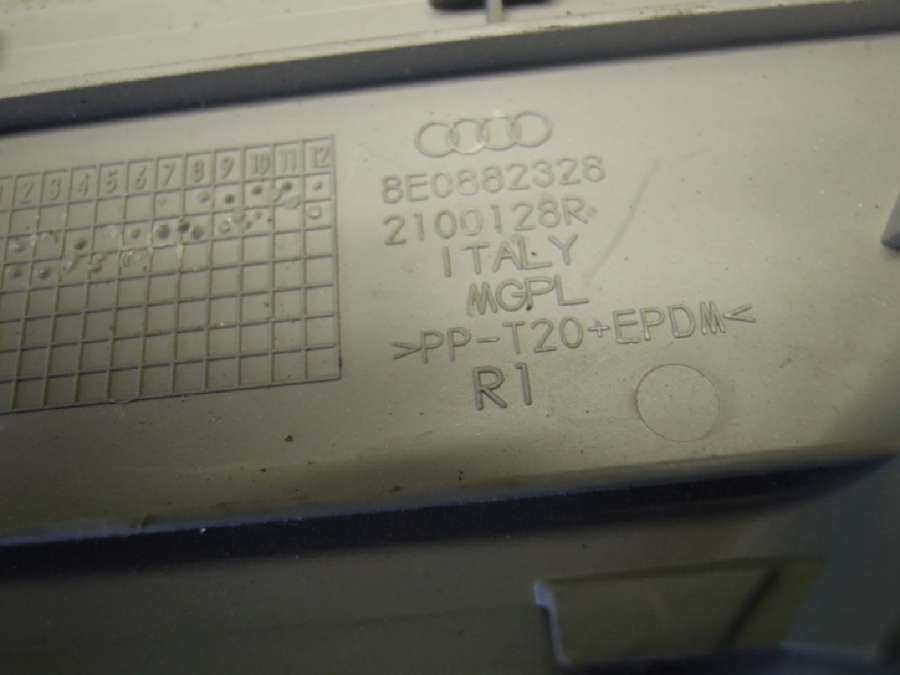 1 2 3 4 5 6 7 8 9 10 11 12
8E0882328
2100128R
ITALY
MGPL
>PP-T20+EPDM<
R1